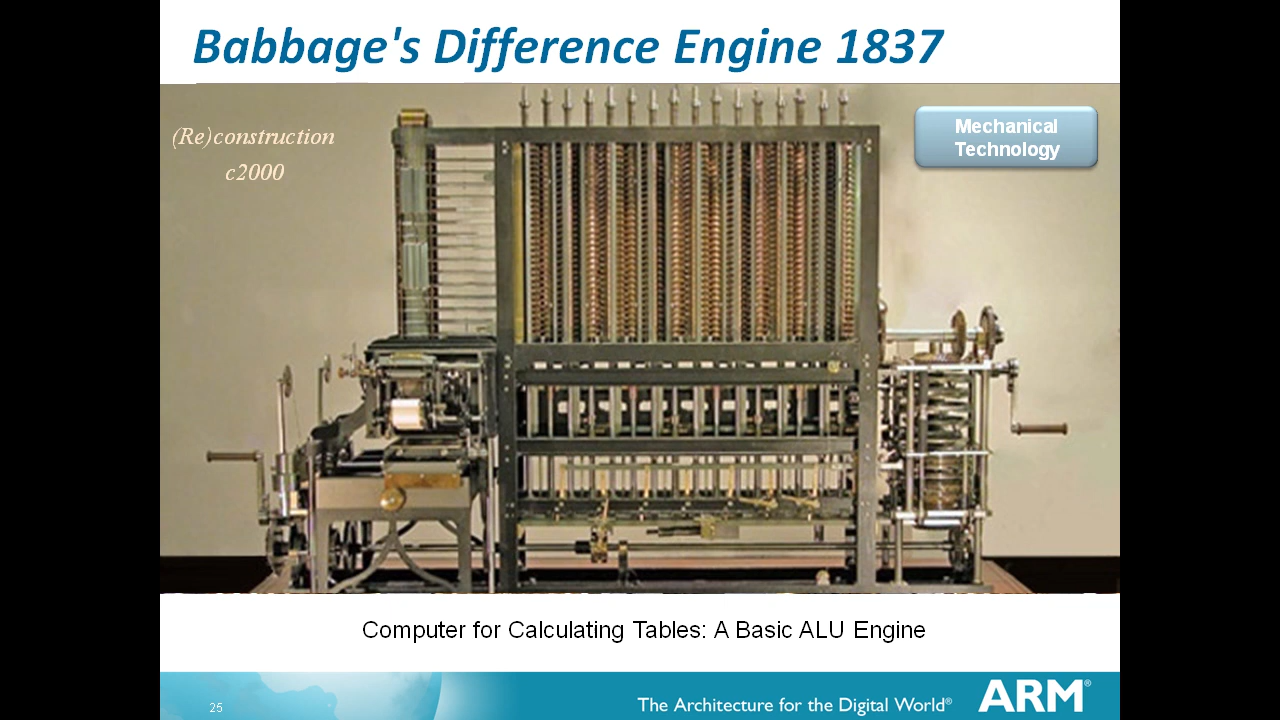 Babbage's Difference Engine 1837
(Re)construction
c2000
Mechanical
Technology
Computer for Calculating Tables: A Basic ALU Engine
25
The Architecture for the Digital World®
ARM®